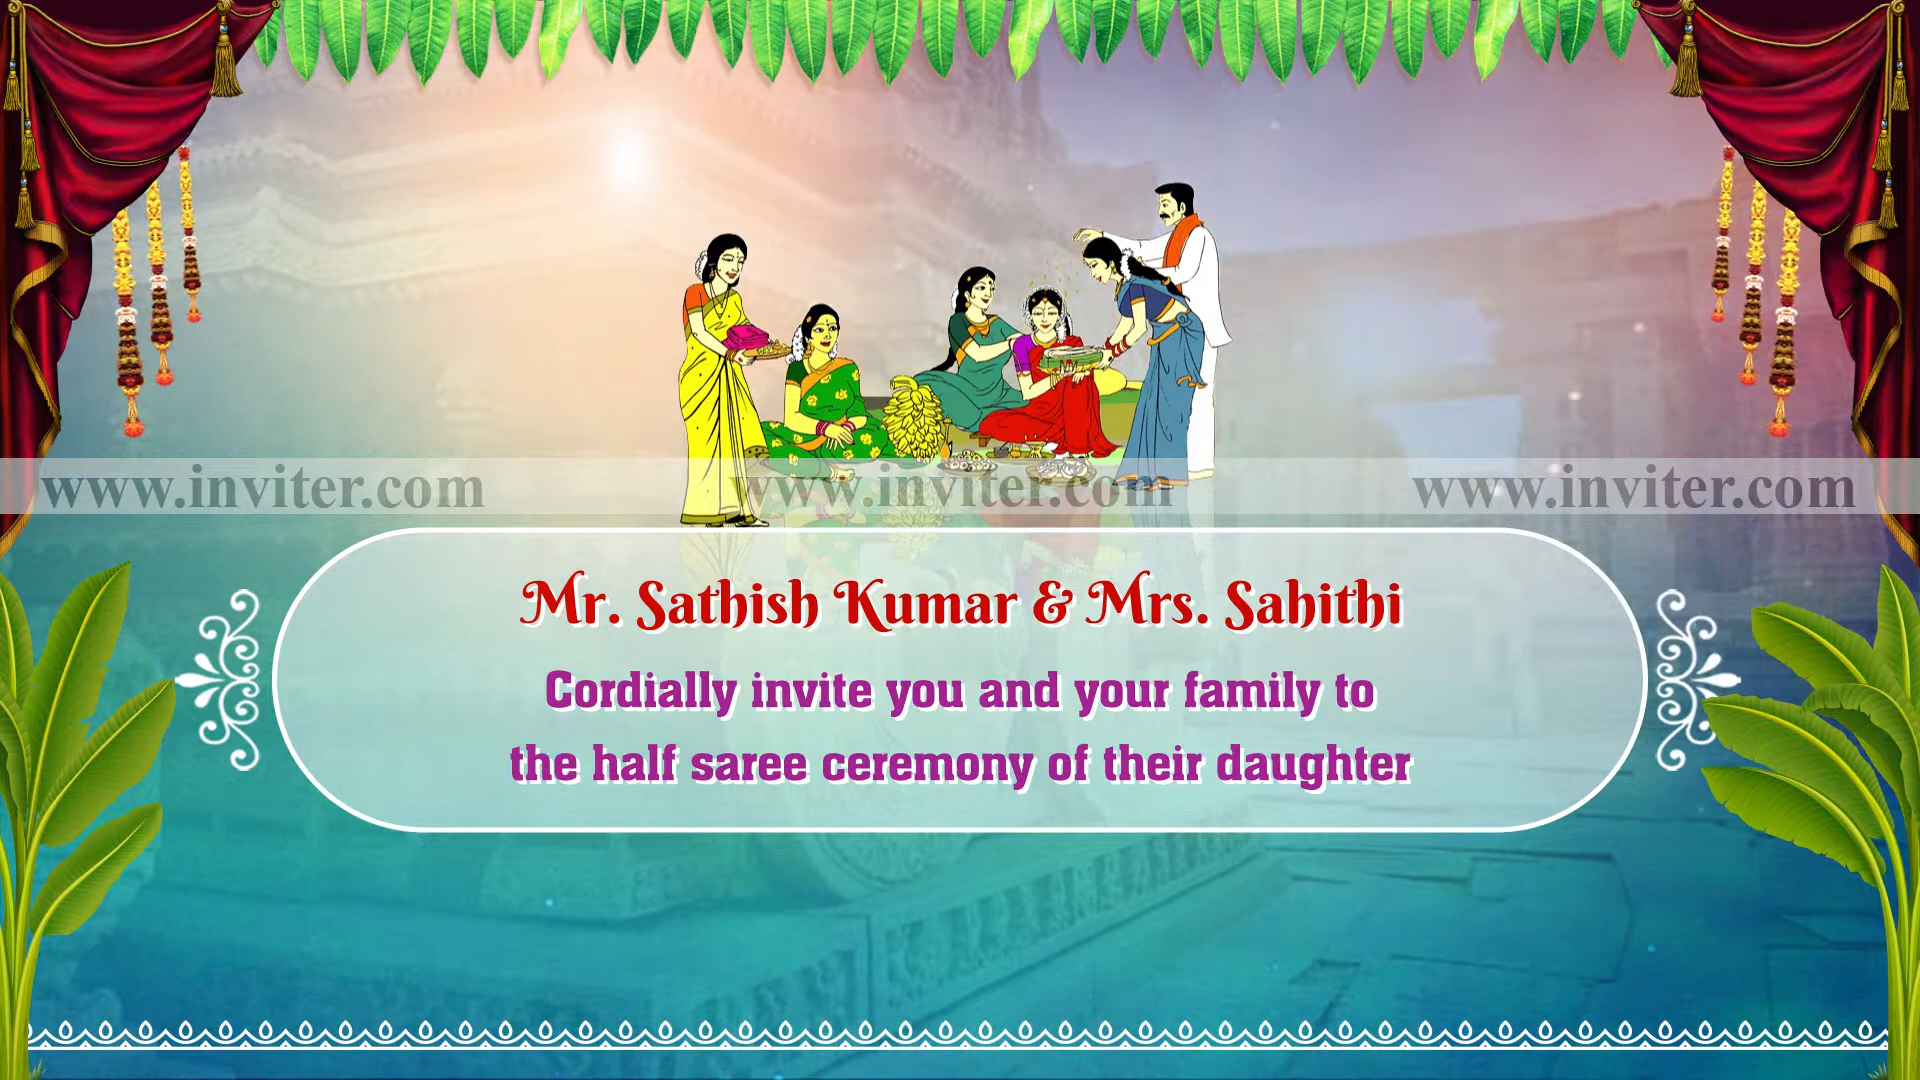 www.inviter.com www.inviter.com www.inviter.com
Mr. Sathish Kumar & Mrs. Sahithi
Cordially invite you and your family to
the half saree ceremony of their daughter